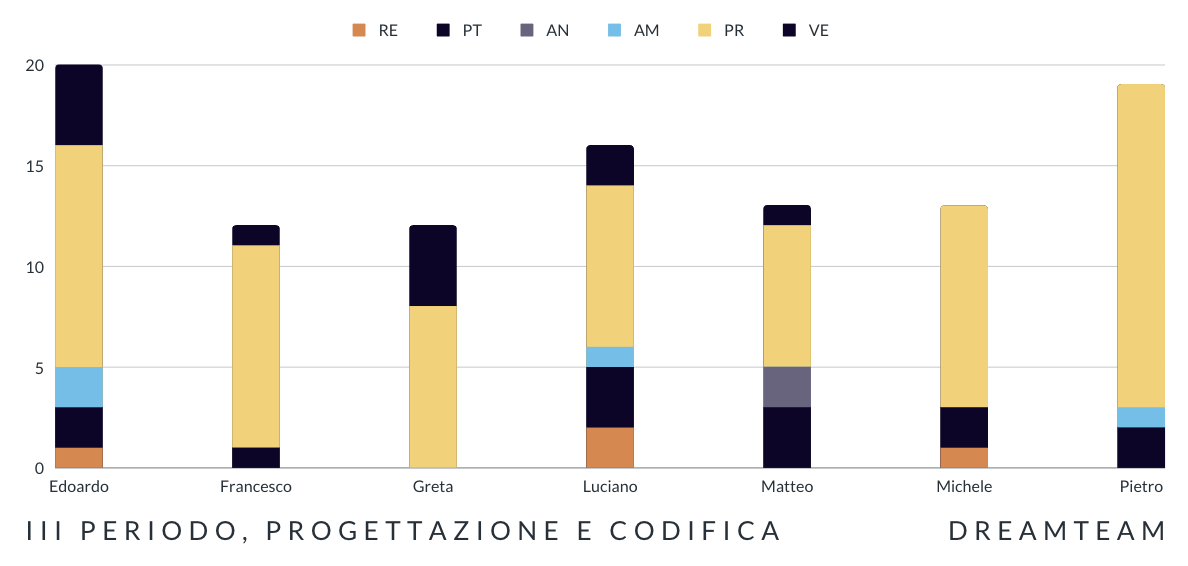 RE PT AN AM PR VE
20
15
10
5
0
Edoardo Francesco Greta Luciano Matteo Michele Pietro
III PERIODO, PROGETTAZIONE E CODIFICA DREAMTEAM